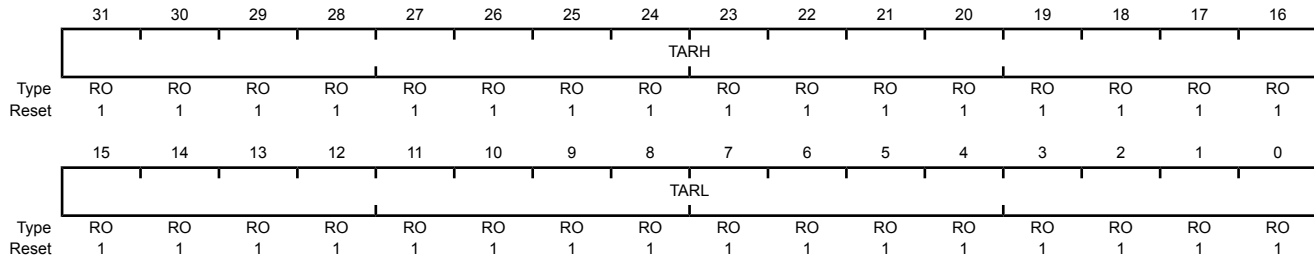 31 30 29 28 27 26 25 24 23 22 21 20 19 18 17 16
TARH
Type RO RO RO RO RO RO RO RO RO RO RO RO RO RO RO RO
Reset 1 1 1 1 1 1 1 1 1 1 1 1 1 1 1 1
15 14 13 12 11 10 9 8 7 6 5 4 3 2 1 0
TARL
Type RO RO RO RO RO RO RO RO RO RO RO RO RO RO RO RO
Reset 1 1 1 1 1 1 1 1 1 1 1 1 1 1 1 1